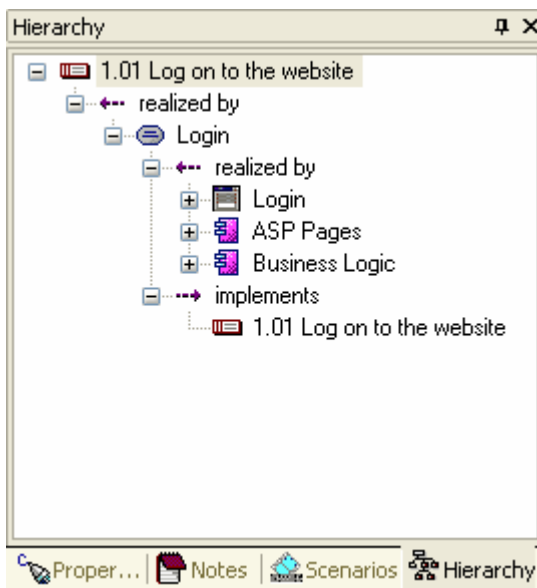 Hierarchy
1.01 Log on to the website
realized by
Login
realized by
Login
ASP Pages
Business Logic
implements
1.01 Log on to the website
Proper... Notes Scenarios Hierarchy